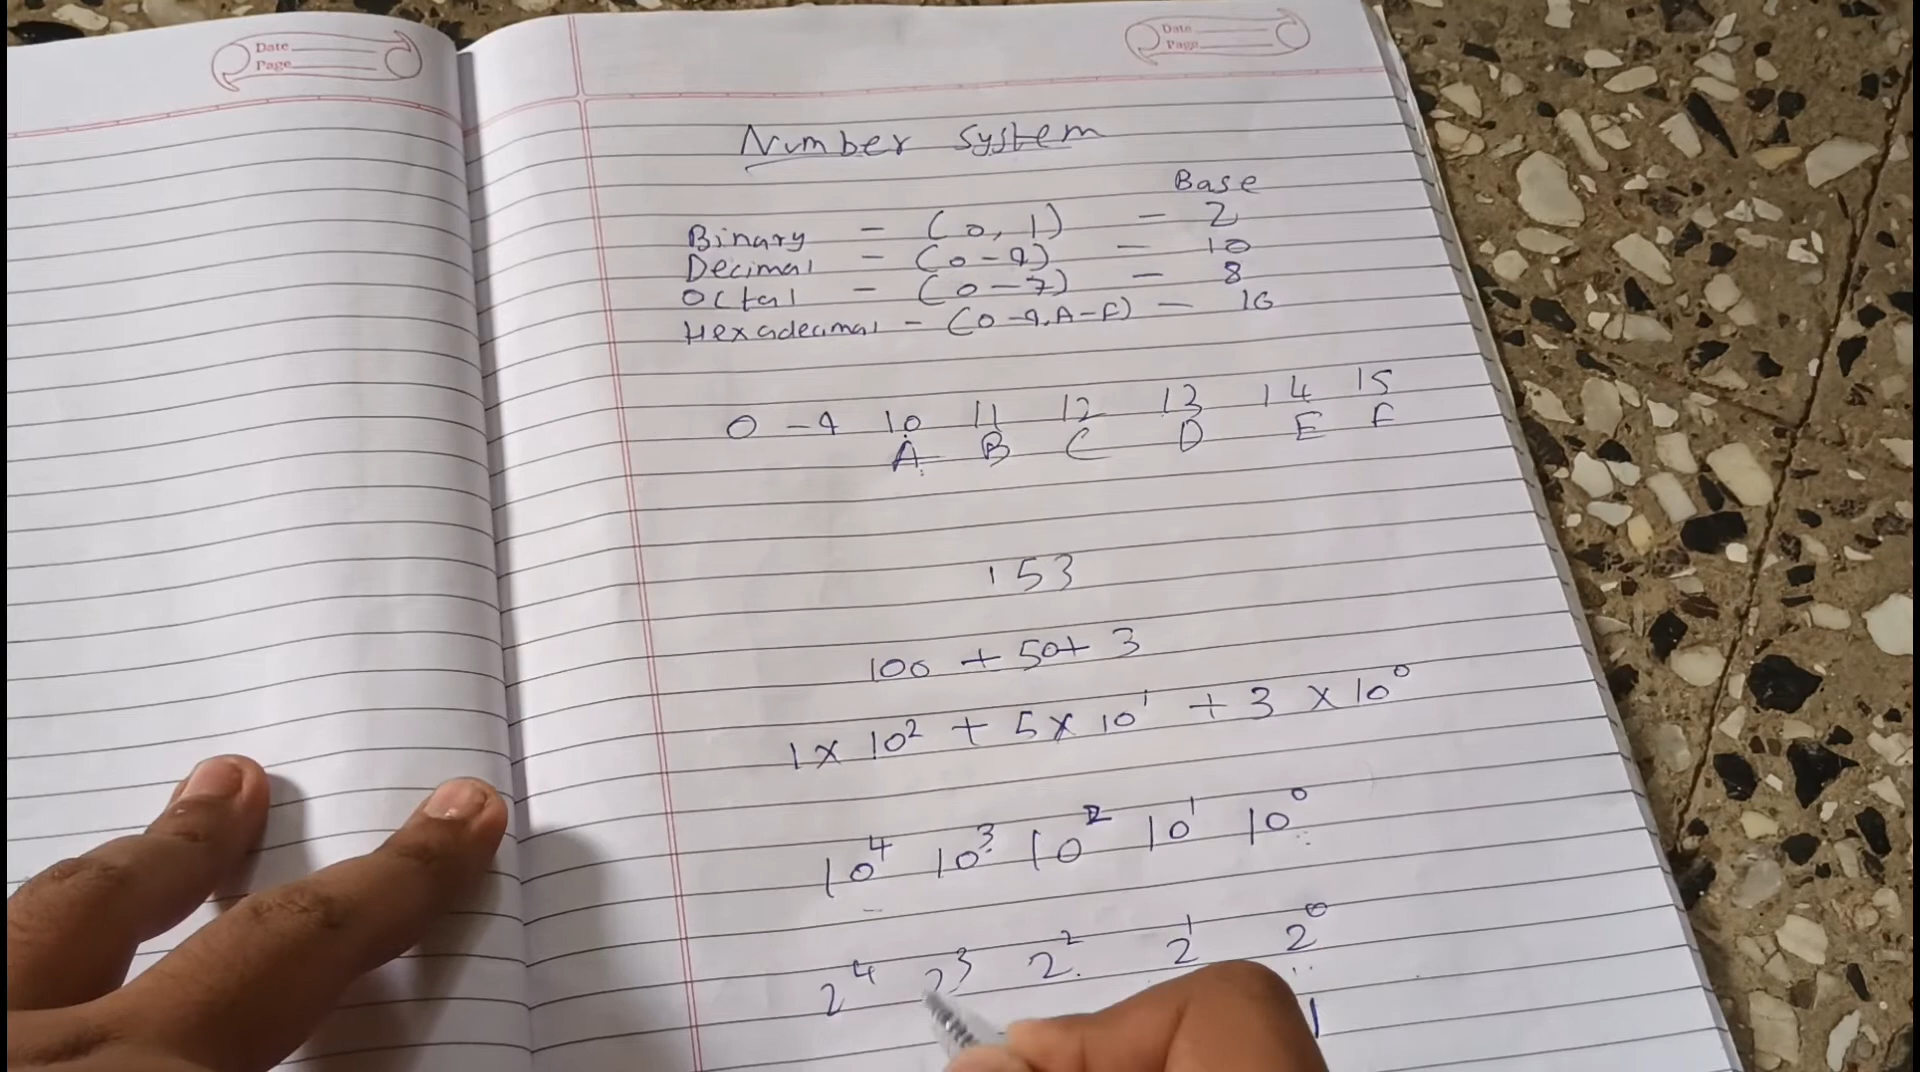 Date
Page
Date
Page
Number System
Base
Binary - (0, 1) - 2
Decimal - (0-9) - 10
Octal - (0-7) - 8
Hexadecimal - (0-9,A-F) - 16
0 - 9 10 11 12 13 14 15
A B C D E F
153
100 + 50 + 3
1 × 10² + 5 × 10¹ + 3 × 10⁰
10⁴ 10³ 10² 10¹ 10⁰
2⁴ 2³ 2² 2¹ 2⁰
1